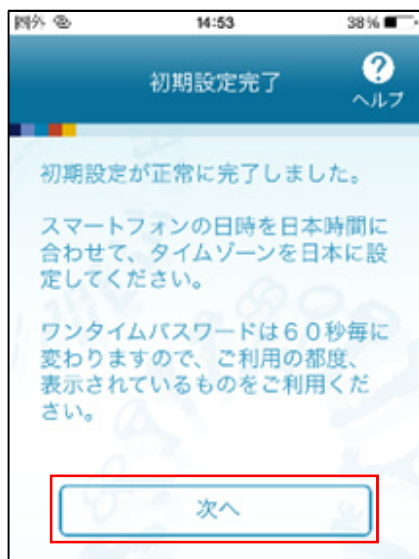 圏外 14:53 38%
初期設定完了
?
ヘルプ
初期設定が正常に完了しました。
スマートフォンの日時を日本時間に
合わせて、タイムゾーンを日本に設
定してください。
ワンタイムパスワードは60秒毎に
変わりますので、ご利用の都度、
表示されているものをご利用くだ
さい。
次へ